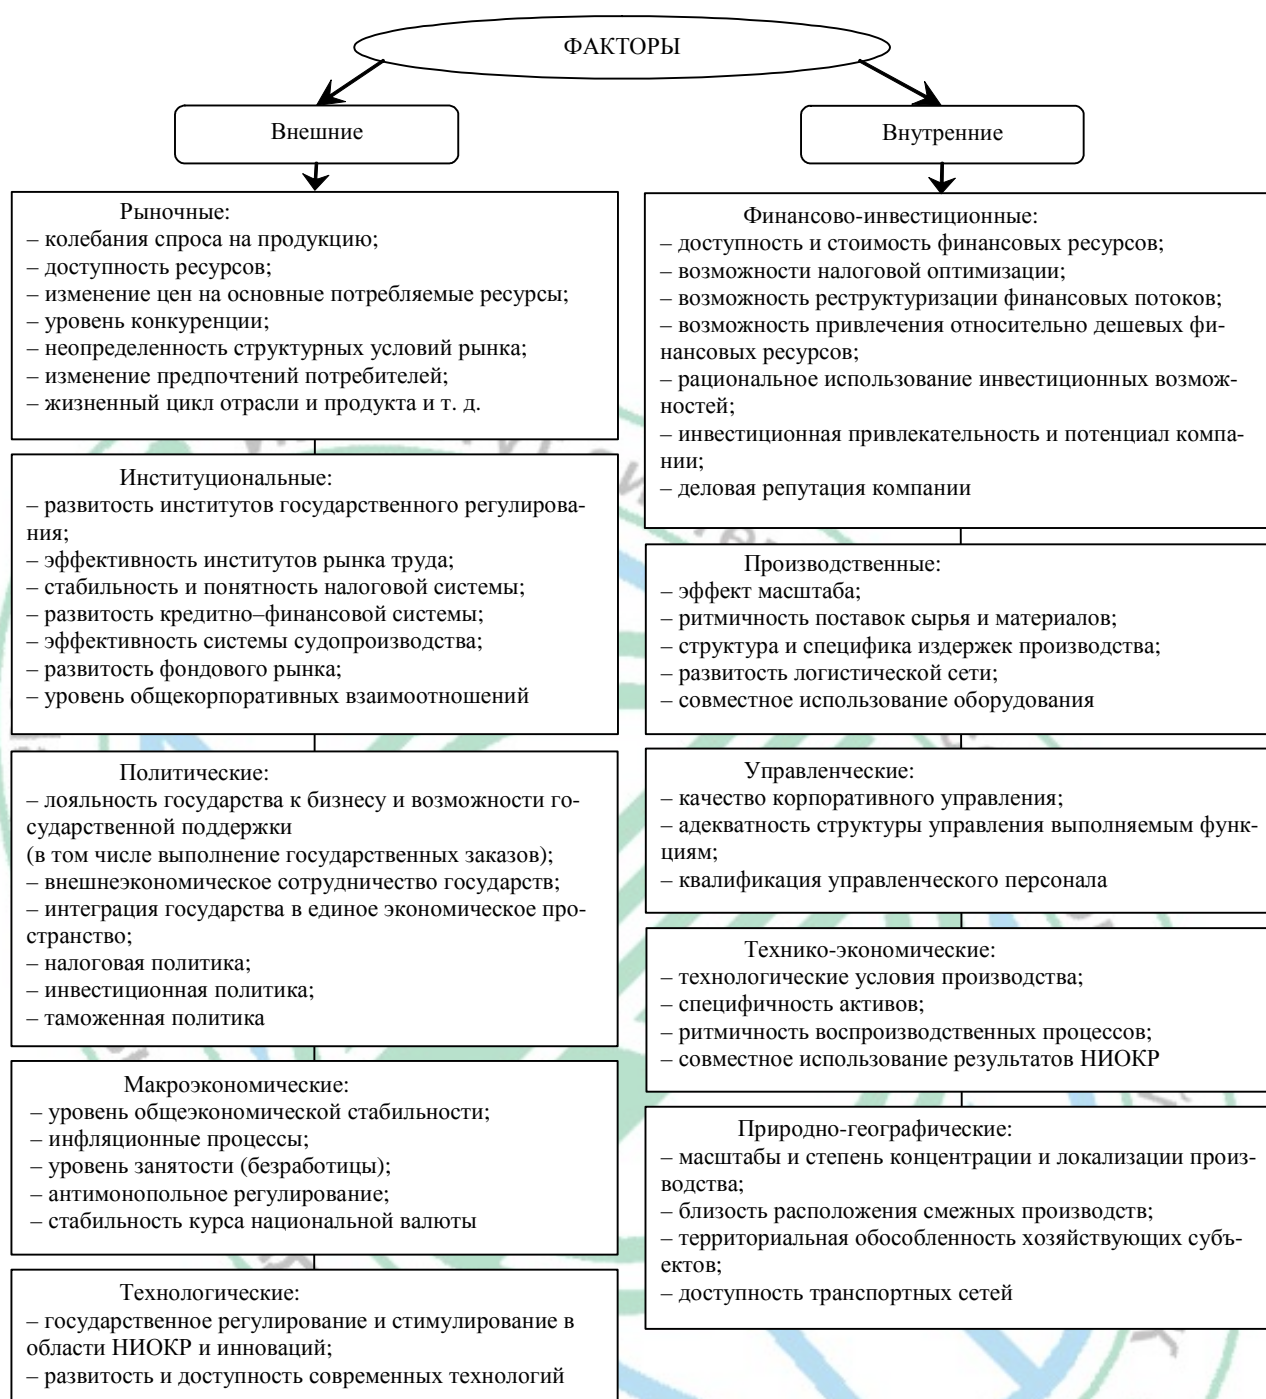 ФАКТОРЫ
Внешние
Рыночные:
– колебания спроса на продукцию;
– доступность ресурсов;
– изменение цен на основные потребляемые ресурсы;
– уровень конкуренции;
– неопределенность структурных условий рынка;
– изменение предпочтений потребителей;
– жизненный цикл отрасли и продукта и т. д.
Институциональные:
– развитость институтов государственного регулирова-
ния;
– эффективность институтов рынка труда;
– стабильность и понятность налоговой системы;
– развитость кредитно–финансовой системы;
– эффективность системы судопроизводства;
– развитость фондового рынка;
– уровень общекорпоративных взаимоотношений
Политические:
– лояльность государства к бизнесу и возможности го-
сударственной поддержки
(в том числе выполнение государственных заказов);
– внешнеэкономическое сотрудничество государств;
– интеграция государства в единое экономическое про-
странство;
– налоговая политика;
– инвестиционная политика;
– таможенная политика
Макроэкономические:
– уровень общеэкономической стабильности;
– инфляционные процессы;
– уровень занятости (безработицы);
– антимонопольное регулирование;
– стабильность курса национальной валюты
Технологические:
– государственное регулирование и стимулирование в
области НИОКР и инноваций;
– развитость и доступность современных технологий
Внутренние
Финансово-инвестиционные:
– доступность и стоимость финансовых ресурсов;
– возможности налоговой оптимизации;
– возможность реструктуризации финансовых потоков;
– возможность привлечения относительно дешевых фи-
нансовых ресурсов;
– рациональное использование инвестиционных возмож-
ностей;
– инвестиционная привлекательность и потенциал компа-
нии;
– деловая репутация компании
Производственные:
– эффект масштаба;
– ритмичность поставок сырья и материалов;
– структура и специфика издержек производства;
– развитость логистической сети;
– совместное использование оборудования
Управленческие:
– качество корпоративного управления;
– адекватность структуры управления выполняемым функ-
циям;
– квалификация управленческого персонала
Технико-экономические:
– технологические условия производства;
– специфичность активов;
– ритмичность воспроизводственных процессов;
– совместное использование результатов НИОКР
Природно-географические:
– масштабы и степень концентрации и локализации произ-
водства;
– близость расположения смежных производств;
– территориальная обособленность хозяйствующих субъ-
ектов;
– доступность транспортных сетей